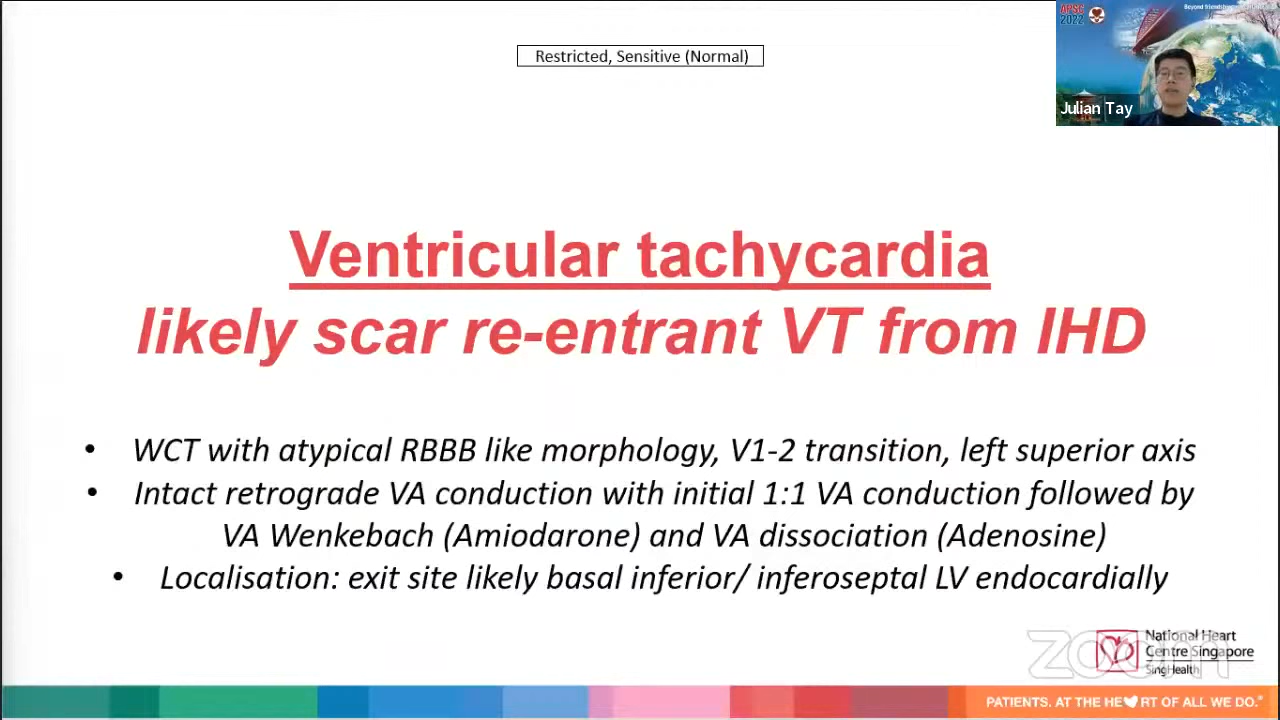 Restricted, Sensitive (Normal)
APSC
2022
Julian Tay
Ventricular tachycardia
likely scar re-entrant VT from IHD
• WCT with atypical RBBB like morphology, V1-2 transition, left superior axis
• Intact retrograde VA conduction with initial 1:1 VA conduction followed by
VA Wenkebach (Amiodarone) and VA dissociation (Adenosine)
• Localisation: exit site likely basal inferior/ inferoseptal LV endocardially
zoom
National Heart
Centre Singapore
SingHealth
PATIENTS. AT THE HE RT OF ALL WE DO.